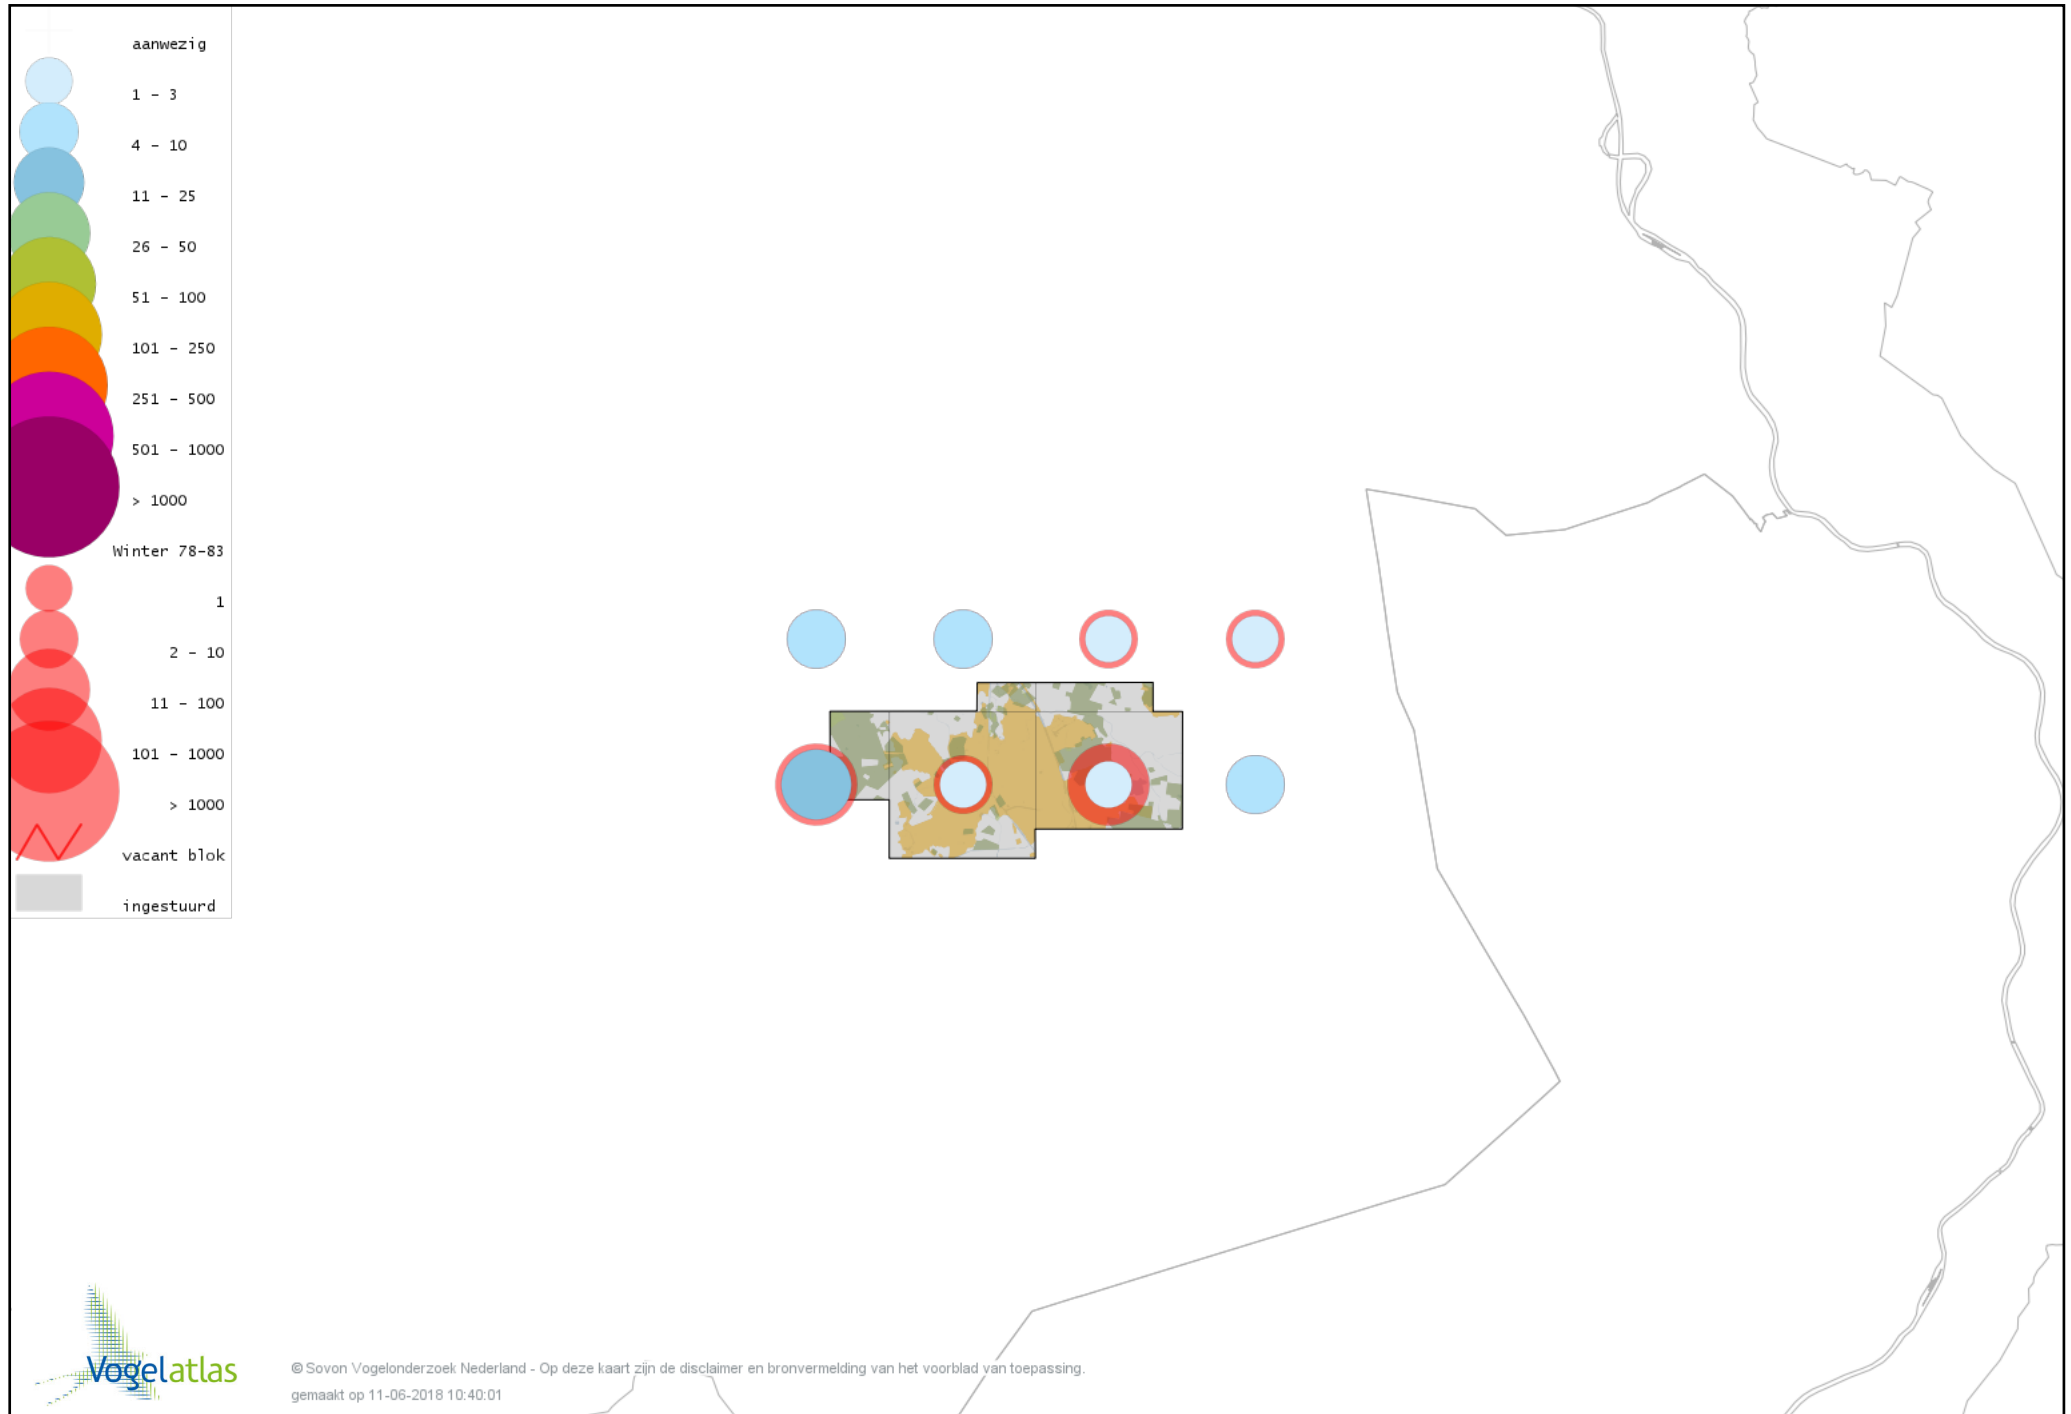 aanwezig
1 - 3
4 - 10
11 - 25
26 - 50
51 - 100
101 - 250
251 - 500
501 - 1000
> 1000
Winter 78-83
1
2 - 10
11 - 100
101 - 1000
> 1000
vacant blok
ingestuurd
Vogelatlas
© Sovon Vogelonderzoek Nederland - Op deze kaart zijn de disclaimer en bronvermelding van het voorblad van toepassing.
gemaakt op 11-06-2018 10:40:01